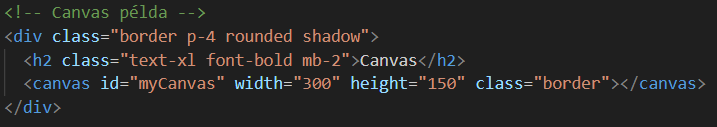 <!-- Canvas példa -->
<div class="border p-4 rounded shadow">
  <h2 class="text-xl font-bold mb-2">Canvas</h2>
  <canvas id="myCanvas" width="300" height="150" class="border"></canvas>
</div>